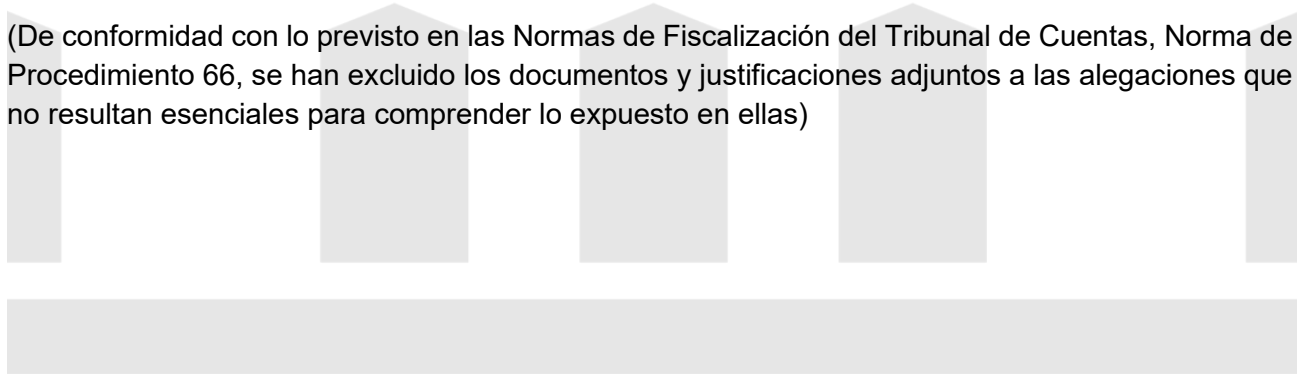 (De conformidad con lo previsto en las Normas de Fiscalización del Tribunal de Cuentas, Norma de
Procedimiento 66, se han excluido los documentos y justificaciones adjuntos a las alegaciones que
no resultan esenciales para comprender lo expuesto en ellas)